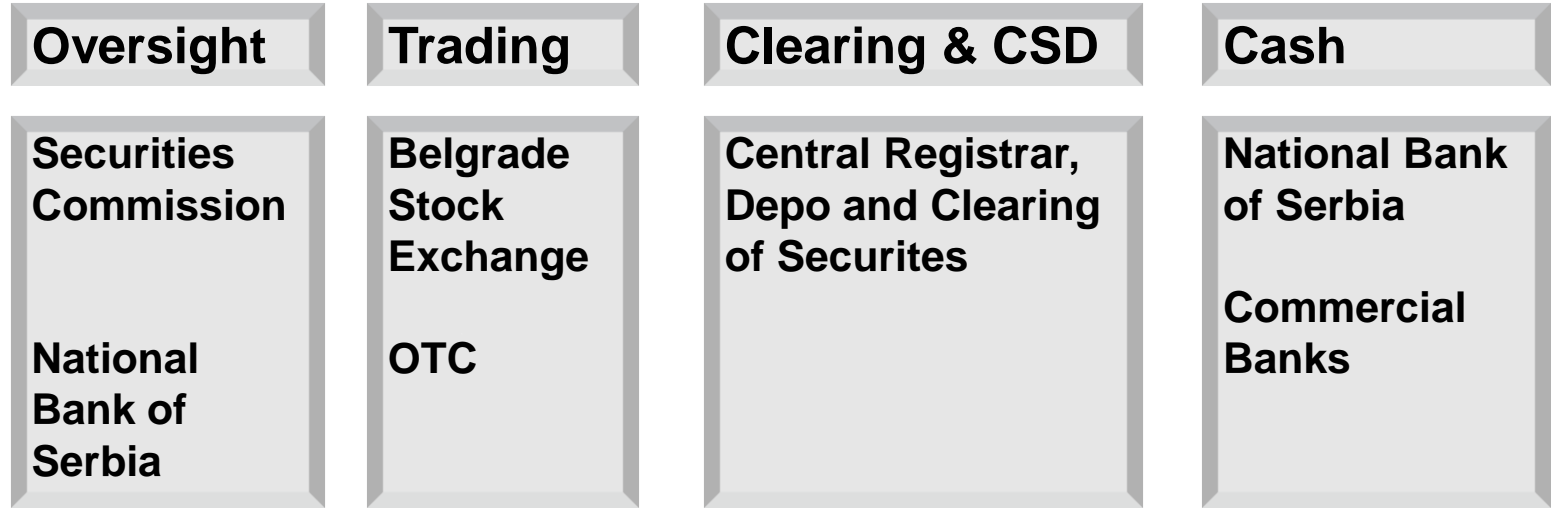 Oversight
Securities
Commission
National
Bank of
Serbia
Trading
Belgrade
Stock
Exchange
OTC
Clearing & CSD
Central Registrar,
Depo and Clearing
of Securites
Cash
National Bank
of Serbia
Commercial
Banks